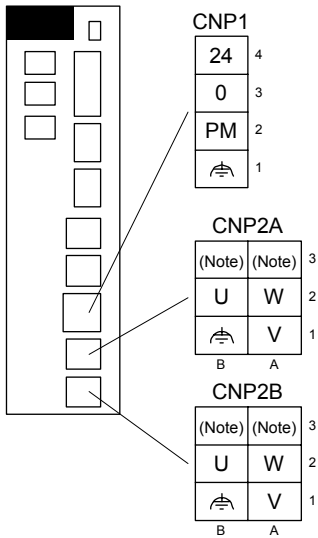 CNP1
24 4
0 3
PM 2
1
CNP2A
(Note) (Note) 3
U W 2
V 1
B A
CNP2B
(Note) (Note) 3
U W 2
V 1
B A